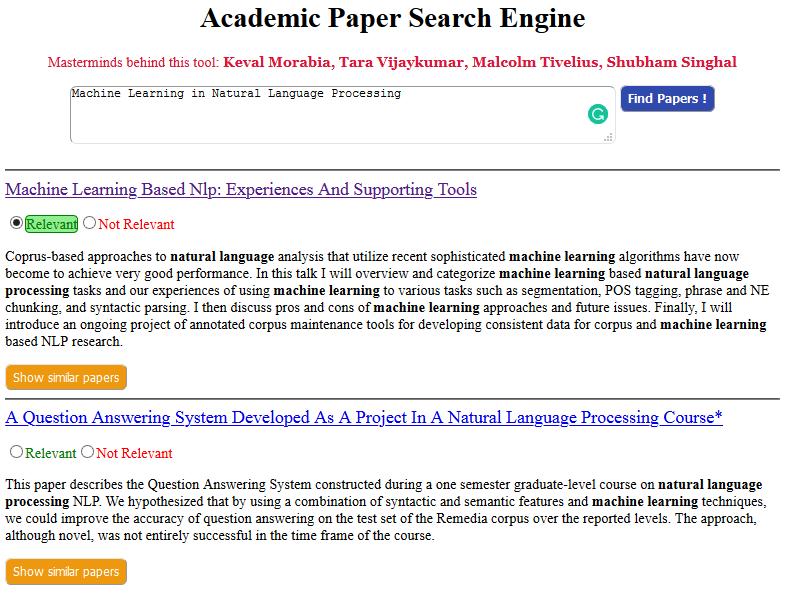 Academic Paper Search Engine
Masterminds behind this tool: Keval Morabia, Tara Vijaykumar, Malcolm Tivelius, Shubham Singhal
Machine Learning in Natural Language Processing
Find Papers !
Machine Learning Based Nlp: Experiences And Supporting Tools
Relevant Not Relevant
Coprus-based approaches to natural language analysis that utilize recent sophisticated machine learning algorithms have now
become to achieve very good performance. In this talk I will overview and categorize machine learning based natural language
processing tasks and our experiences of using machine learning to various tasks such as segmentation, POS tagging, phrase and NE
chunking, and syntactic parsing. I then discuss pros and cons of machine learning approaches and future issues. Finally, I will
introduce an ongoing project of annotated corpus maintenance tools for developing consistent data for corpus and machine learning
based NLP research.
Show similar papers
A Question Answering System Developed As A Project In A Natural Language Processing Course*
Relevant Not Relevant
This paper describes the Question Answering System constructed during a one semester graduate-level course on natural language
processing NLP. We hypothesized that by using a combination of syntactic and semantic features and machine learning techniques,
we could improve the accuracy of question answering on the test set of the Remedia corpus over the reported levels. The approach,
although novel, was not entirely successful in the time frame of the course.
Show similar papers